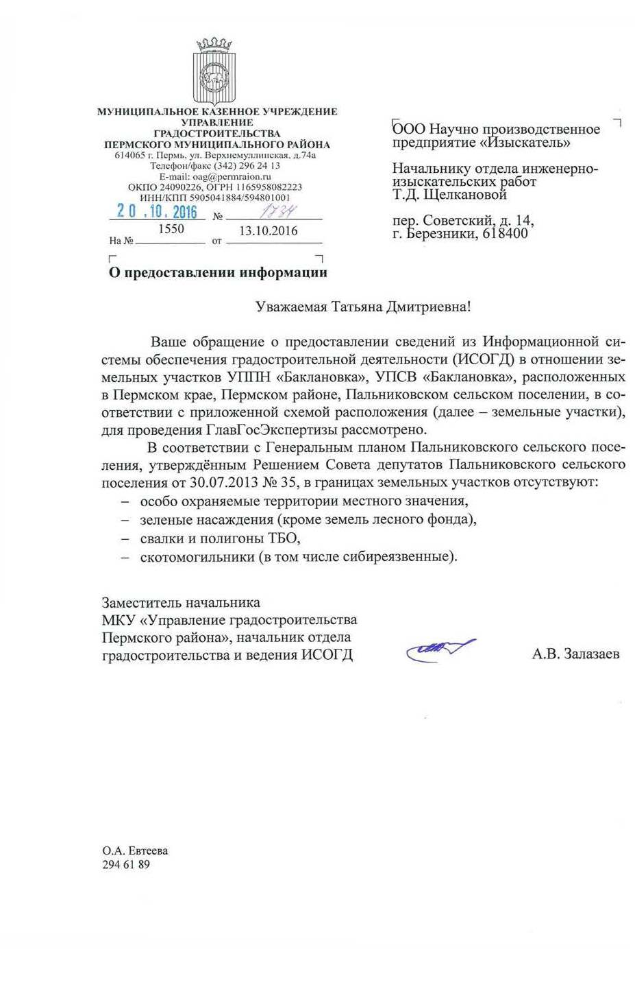 МУНИЦИПАЛЬНОЕ КАЗЕННОЕ УЧРЕЖДЕНИЕ
УПРАВЛЕНИЕ
ГРАДОСТРОИТЕЛЬСТВА
ПЕРМСКОГО МУНИЦИПАЛЬНОГО РАЙОНА
614065 г. Пермь, ул. Верхнемуллинская, д.74а
Телефон/факс (342) 296 24 13
E-mail: oag@permraion.ru
ОКПО 24090226, ОГРН 1165958082223
ИНН/КПП 5905041884/594801001
20.10.2016 № 1734
На № 1550 от 13.10.2016
О предоставлении информации
ООО Научно производственное
предприятие «Изыскатель»
Начальнику отдела инженерно-
изыскательских работ
Т.Д. Щелкановой
пер. Советский, д. 14,
г. Березники, 618400
Уважаемая Татьяна Дмитриевна!
Ваше обращение о предоставлении сведений из Информационной си-
стемы обеспечения градостроительной деятельности (ИСОГД) в отношении зе-
мельных участков УППН «Баклановка», УПСВ «Баклановка», расположенных
в Пермском крае, Пермском районе, Пальниковском сельском поселении, в со-
ответствии с приложенной схемой расположения (далее – земельные участки),
для проведения ГлавГосЭкспертизы рассмотрено.
В соответствии с Генеральным планом Пальниковского сельского посе-
ления, утверждённым Решением Совета депутатов Пальниковского сельского
поселения от 30.07.2013 № 35, в границах земельных участков отсутствуют:
– особо охраняемые территории местного значения,
– зеленые насаждения (кроме земель лесного фонда),
– свалки и полигоны ТБО,
– скотомогильники (в том числе сибиреязвенные).
Заместитель начальника
МКУ «Управление градостроительства
Пермского района», начальник отдела
градостроительства и ведения ИСОГД А.В. Залазаев
О.А. Евтеева
294 61 89